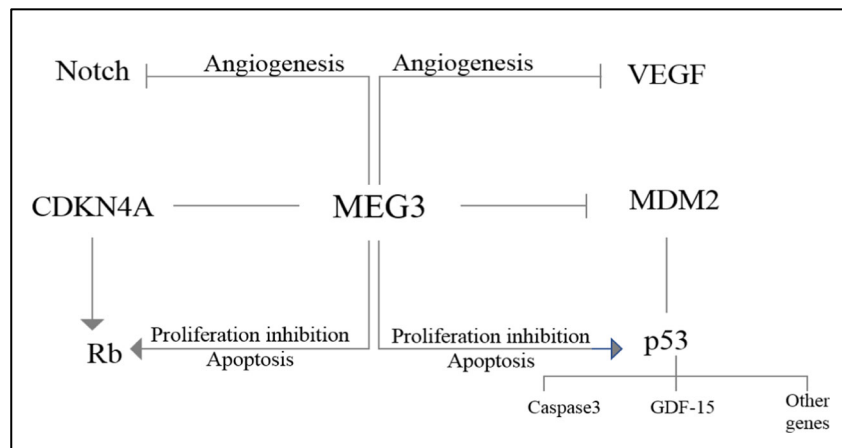 Notch
Angiogenesis
Angiogenesis
VEGF
CDKN4A
MEG3
MDM2
Rb
Proliferation inhibition
Apoptosis
Proliferation inhibition
Apoptosis
p53
Caspase3
GDF-15
Other
genes